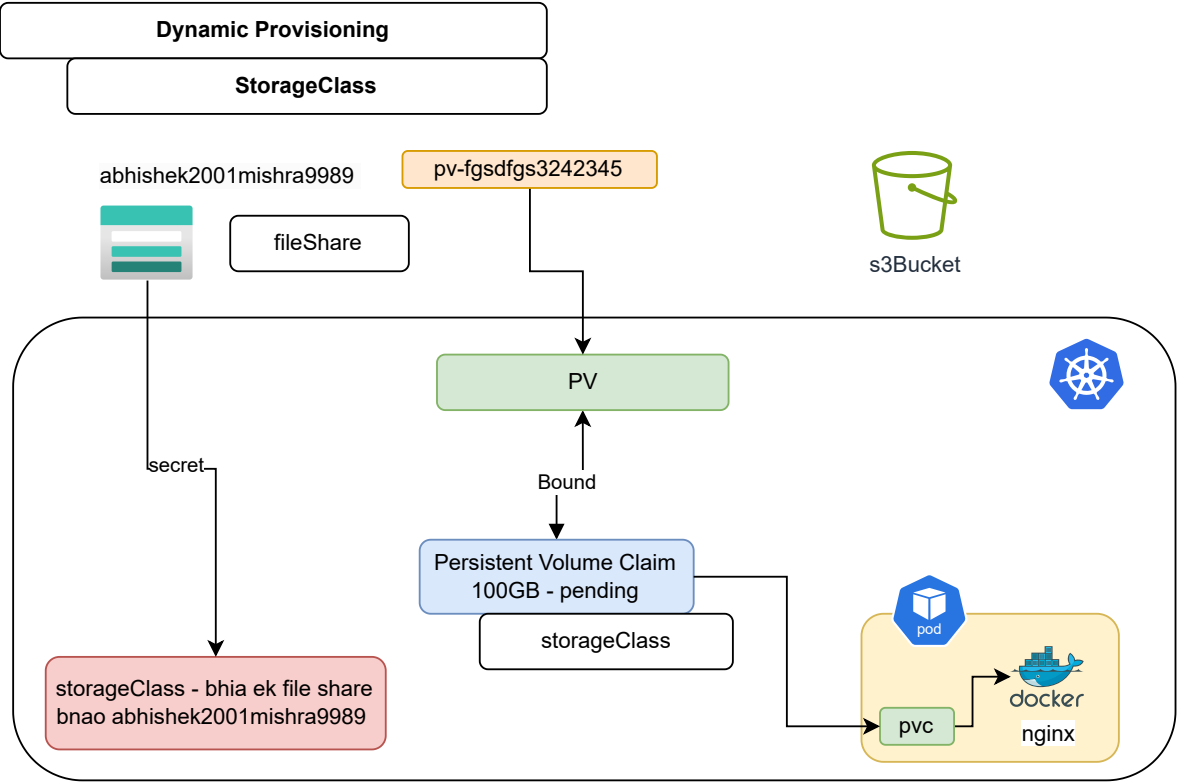 Dynamic Provisioning
StorageClass
abhishek2001mishra9989
pv-fgsdfgs3242345
fileShare
s3Bucket
PV
secret
Bound
Persistent Volume Claim
100GB - pending
storageClass
pod
storageClass - bhia ek file share
bnao abhishek2001mishra9989
docker
pvc
nginx